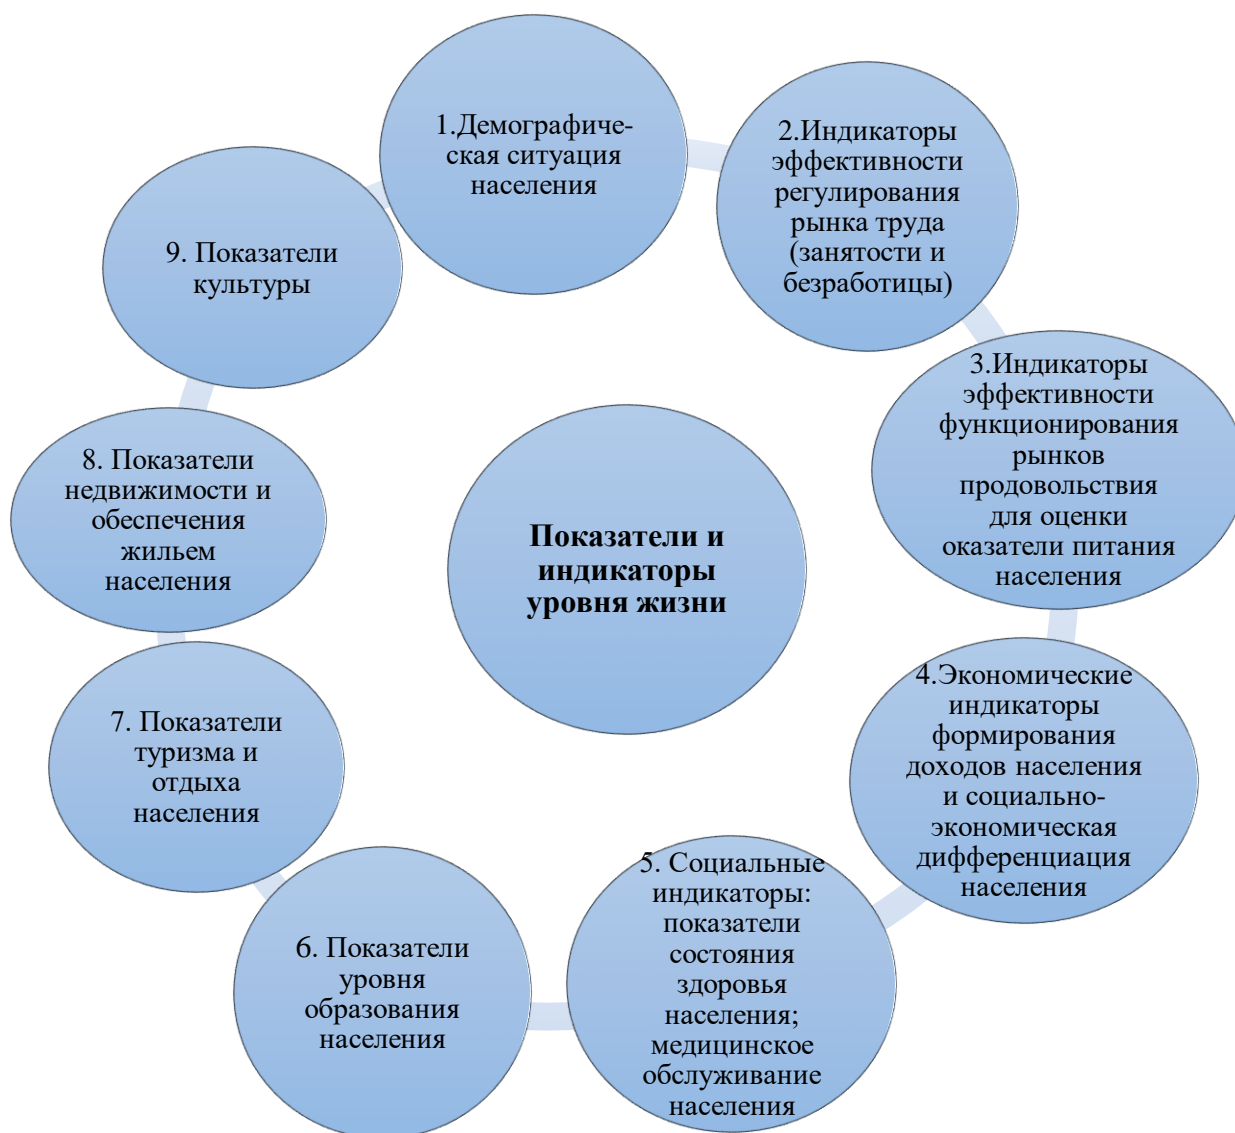 1.Демографиче-
ская ситуация
населения
2.Индикаторы
эффективности
регулирования
рынка труда
(занятости и
безработицы)
3.Индикаторы
эффективности
функционирования
рынков
продовольствия
для оценки
оказатели питания
населения
4.Экономические
индикаторы
формирования
доходов населения
и социально-
экономическая
дифференциация
населения
5. Социальные
индикаторы:
показатели
состояния
здоровья
населения;
медицинское
обслуживание
населения
6. Показатели
уровня
образования
населения
7. Показатели
туризма и
отдыха
населения
8. Показатели
недвижимости и
обеспечения
жильем
населения
9. Показатели
культуры
Показатели и
индикаторы
уровня жизни